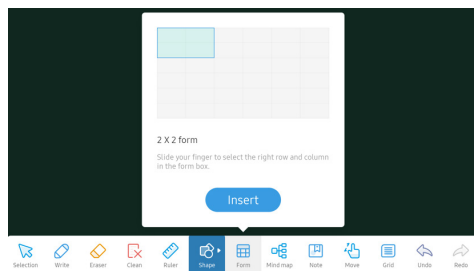 2 X 2 form
Slide your finger to select the right row and column
in the form box.
Insert
Selection Write Eraser Clean Ruler Shape Form Mind map Note Move Grid Undo Redo